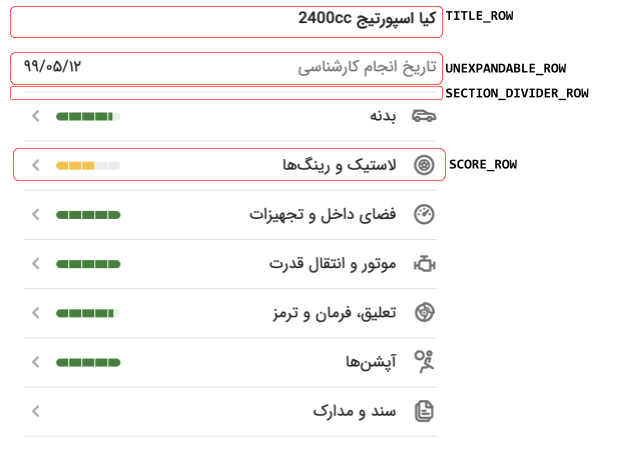 کیا اسپورتیج 2400cc TITLE_ROW
تاریخ انجام کارشناسی ۹۹/۰۵/۱۲ UNEXPANDABLE_ROW
SECTION_DIVIDER_ROW
بدنه
لاستیک و رینگ‌ها SCORE_ROW
فضای داخل و تجهیزات
موتور و انتقال قدرت
تعلیق، فرمان و ترمز
آپشن‌ها
سند و مدارک